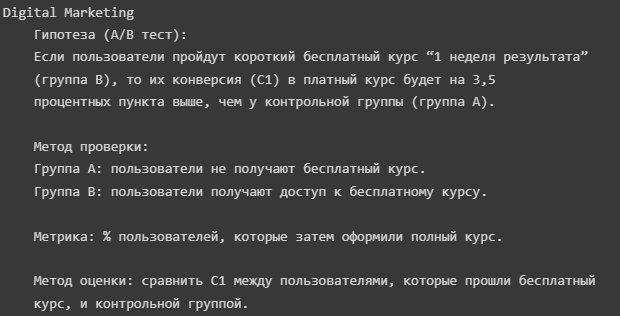 Digital Marketing
Гипотеза (A/B тест):
Если пользователи пройдут короткий бесплатный курс “1 неделя результата”
(группа B), то их конверсия (C1) в платный курс будет на 3,5
процентных пункта выше, чем у контрольной группы (группа A).
Метод проверки:
Группа A: пользователи не получают бесплатный курс.
Группа B: пользователи получают доступ к бесплатному курсу.
Метрика: % пользователей, которые затем оформили полный курс.
Метод оценки: сравнить C1 между пользователями, которые прошли бесплатный
курс, и контрольной группой.